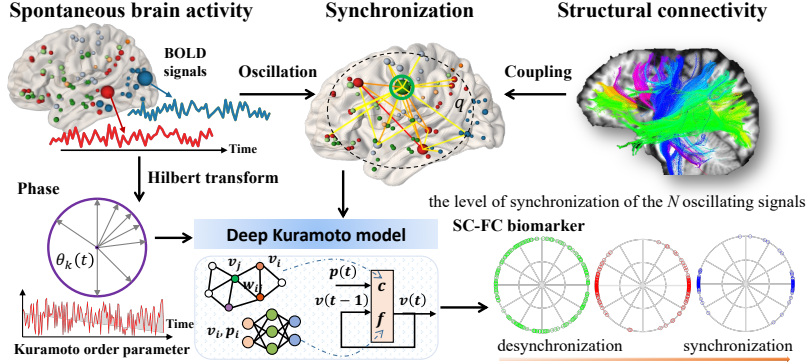 Spontaneous brain activity
Synchronization
Structural connectivity
BOLD
signals
Oscillation
Coupling
q
Time
Hilbert transform
Phase
the level of synchronization of the N oscillating signals
SC-FC biomarker
Deep Kuramoto model
θₖ(t)
vⱼ
vᵢ
wᵢⱼ
p(t)
v(t − 1)
v(t)
c
f
vᵢ, pᵢ
Time
Kuramoto order parameter
desynchronization
synchronization